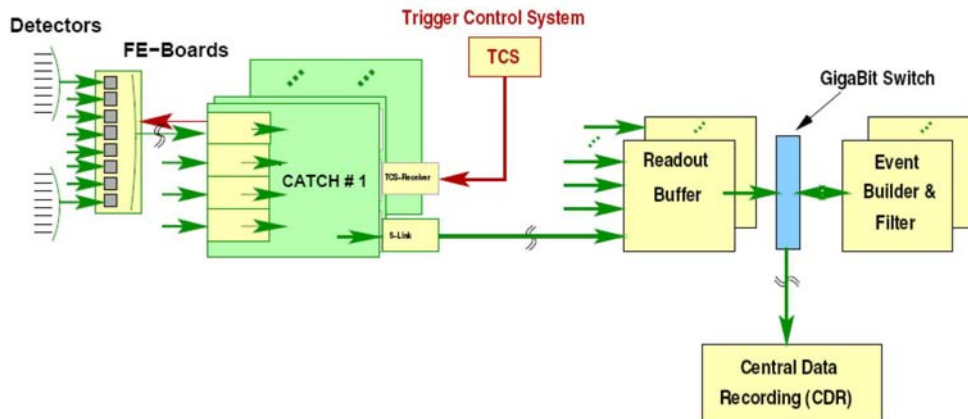 Trigger Control System
Detectors
FE–Boards
TCS
GigaBit Switch
Readout
Buffer
Event
Builder &
Filter
CATCH # 1
TCS-Receiver
S-Link
Central Data
Recording (CDR)